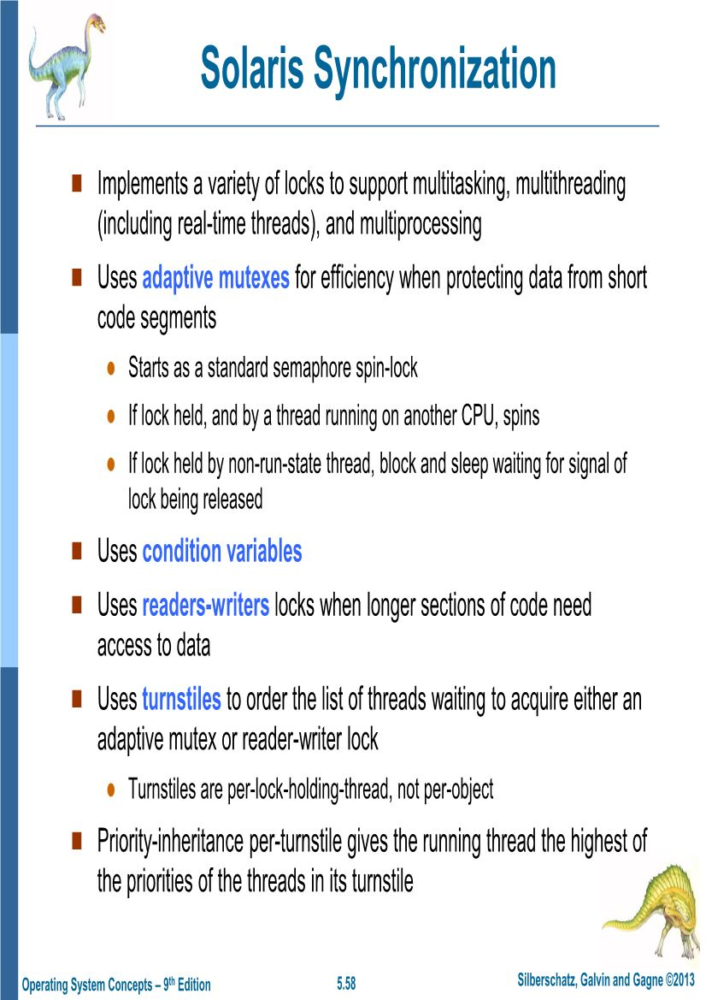 Solaris Synchronization
Implements a variety of locks to support multitasking, multithreading
(including real-time threads), and multiprocessing
Uses adaptive mutexes for efficiency when protecting data from short
code segments
Starts as a standard semaphore spin-lock
If lock held, and by a thread running on another CPU, spins
If lock held by non-run-state thread, block and sleep waiting for signal of
lock being released
Uses condition variables
Uses readers-writers locks when longer sections of code need
access to data
Uses turnstiles to order the list of threads waiting to acquire either an
adaptive mutex or reader-writer lock
Turnstiles are per-lock-holding-thread, not per-object
Priority-inheritance per-turnstile gives the running thread the highest of
the priorities of the threads in its turnstile
Operating System Concepts – 9th Edition
5.58
Silberschatz, Galvin and Gagne ©2013